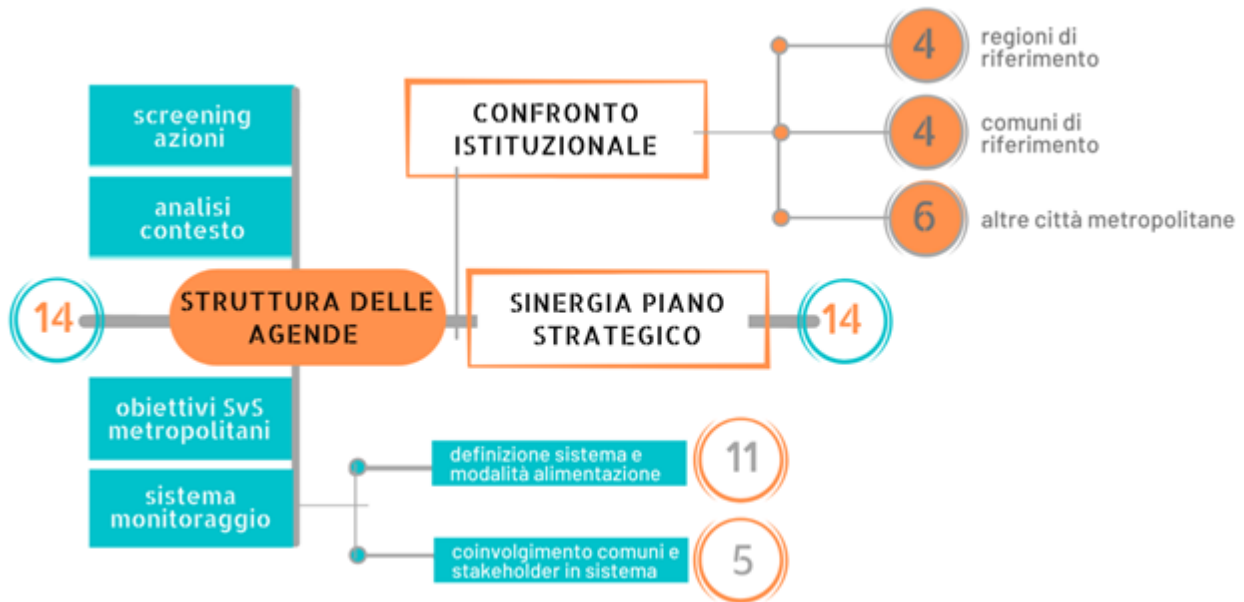 screening
azioni
analisi
contesto
14
STRUTTURA DELLE
AGENDE
obiettivi SvS
metropolitani
sistema
monitoraggio
CONFRONTO
ISTITUZIONALE
4
regioni di
riferimento
4
comuni di
riferimento
6
altre città metropolitane
SINERGIA PIANO
STRATEGICO
14
definizione sistema e
modalità alimentazione
11
coinvolgimento comuni e
stakeholder in sistema
5